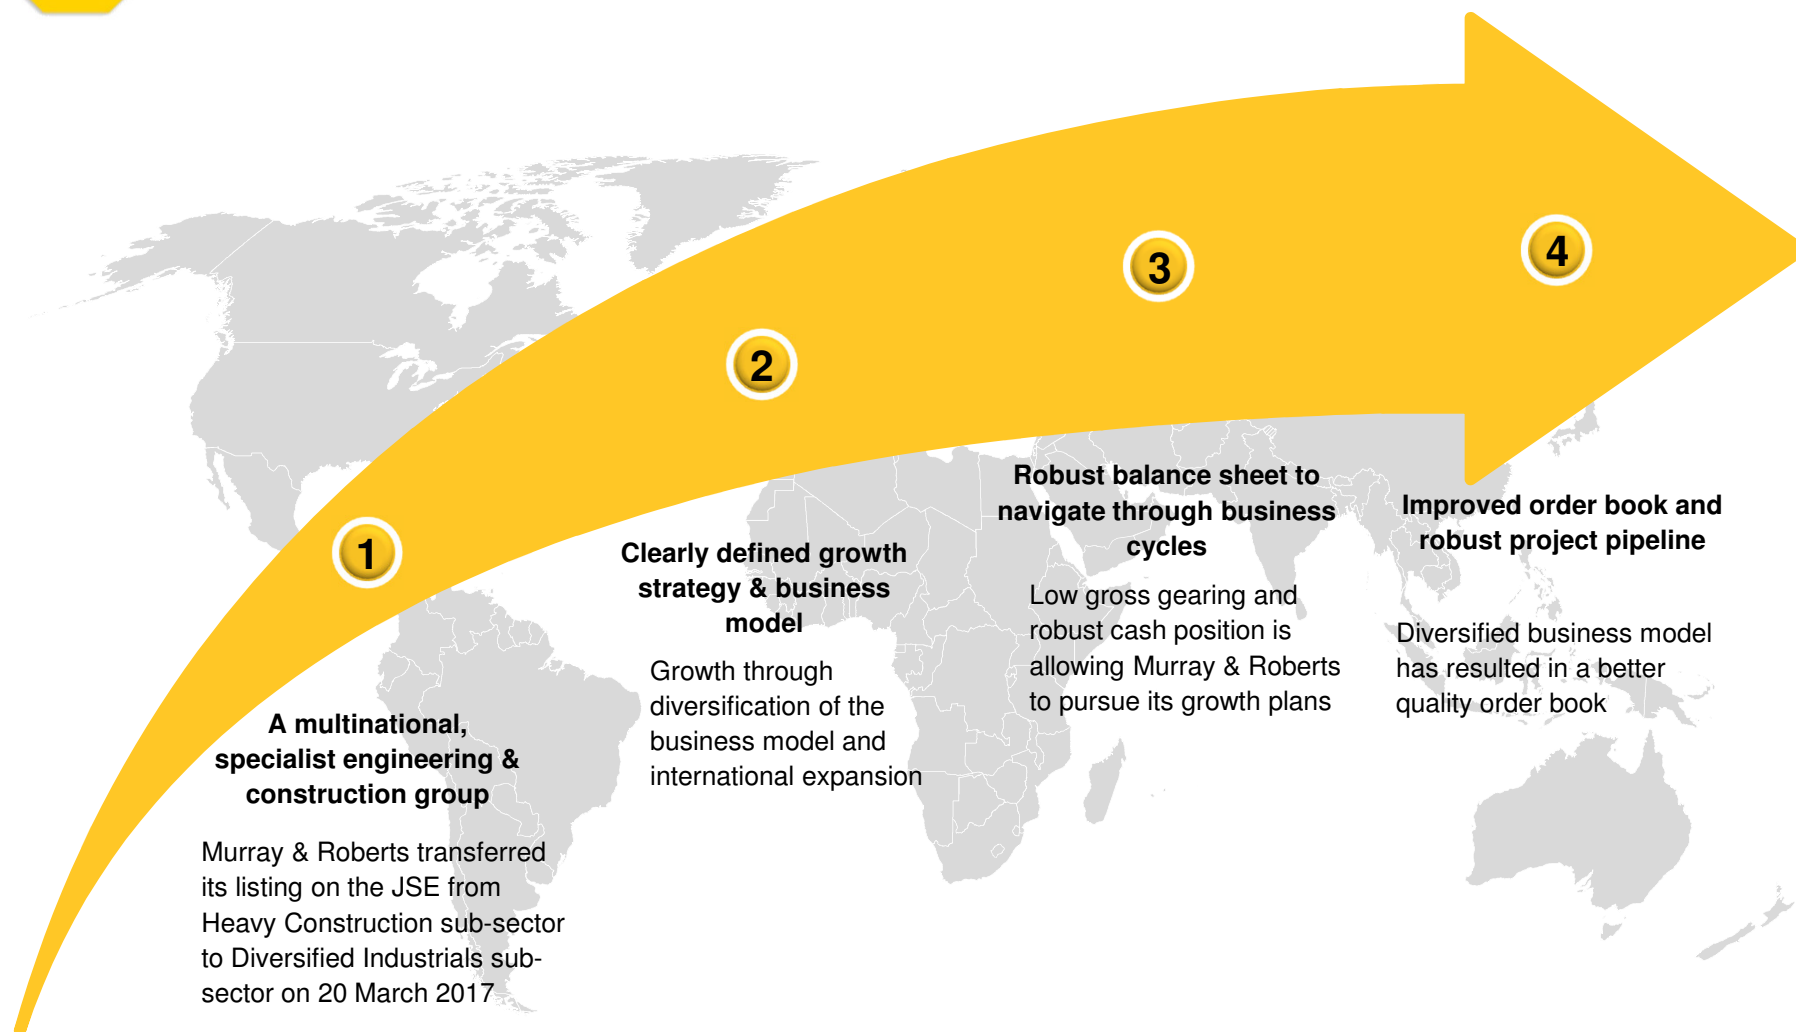 1
A multinational,
specialist engineering &
construction group
Murray & Roberts transferred
its listing on the JSE from
Heavy Construction sub-sector
to Diversified Industrials sub-
sector on 20 March 2017
2
Clearly defined growth
strategy & business
model
Growth through
diversification of the
business model and
international expansion
3
Robust balance sheet to
navigate through business
cycles
Low gross gearing and
robust cash position is
allowing Murray & Roberts
to pursue its growth plans
4
Improved order book and
robust project pipeline
Diversified business model
has resulted in a better
quality order book